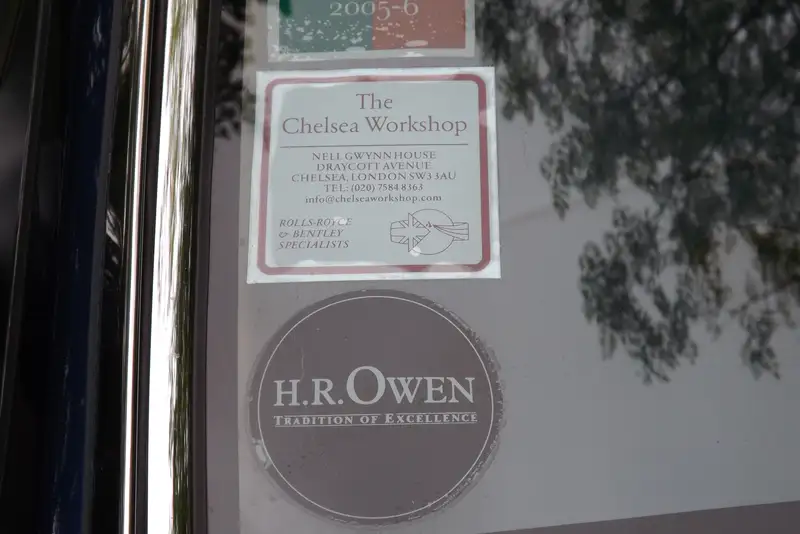 2005-6
The
Chelsea Workshop
NELL GWYNN HOUSE
DRAYCOTT AVENUE
CHELSEA, LONDON SW3 3AU
TEL: (020) 7584 8363
info@chelseaworkshop.com
ROLLS-ROYCE
& BENTLEY
SPECIALISTS
H.R. OWEN
TRADITION OF EXCELLENCE